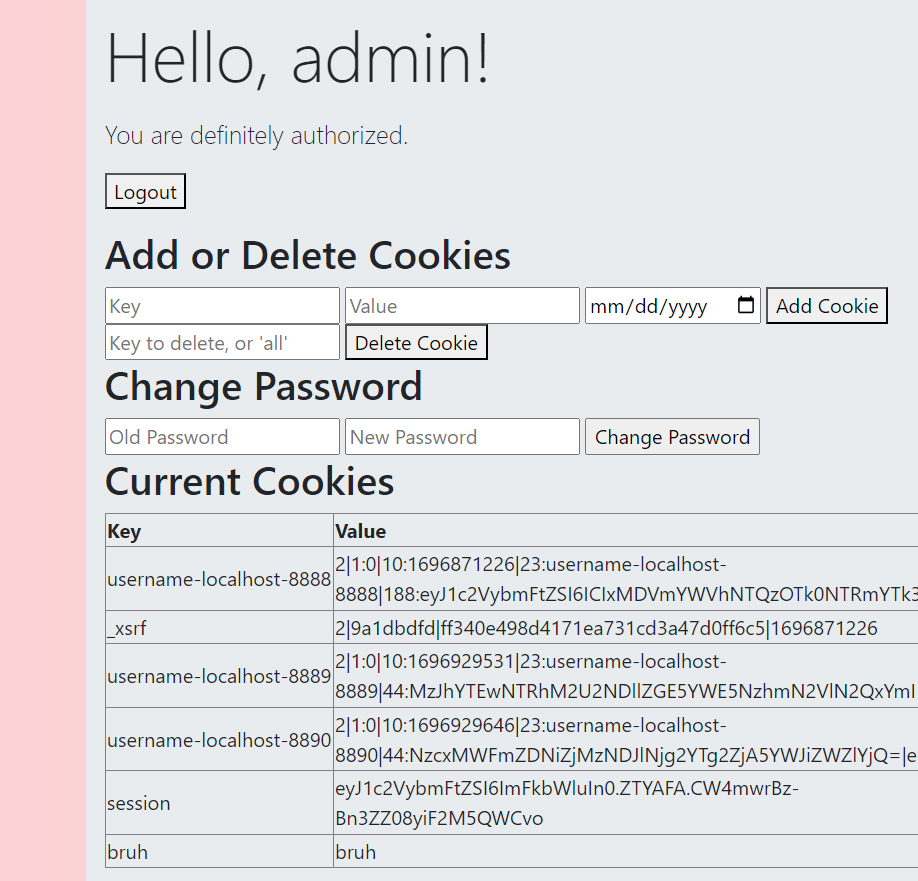 Hello, admin!
You are definitely authorized.
Logout
Add or Delete Cookies
Key Value mm/dd/yyyy Add Cookie
Key to delete, or 'all' Delete Cookie
Change Password
Old Password New Password Change Password
Current Cookies
Key Value
username-localhost-8888 2|1:0|10:1696871226|23:username-localhost-
8888|188:eyJ1c2VybmFtZSI6ICIxMDVmYWVhNTQzOTk0NTRmYTk3
_xsrf 2|9a1dbdfd|ff340e498d4171ea731cd3a47d0ff6c5|1696871226
username-localhost-8889 2|1:0|10:1696929531|23:username-localhost-
8889|44:MzJhYTEwNTRhM2U2NDllZGE5YWE5NzhmN2VlN2QxYmI
username-localhost-8890 2|1:0|10:1696929646|23:username-localhost-
8890|44:NzcxMWFmZDNiZjMzNDJlNjg2YTg2ZjA5YWJiZWZlYjQ=|e
session eyJ1c2VybmFtZSI6ImFkbWluIn0.ZTYAFA.CW4mwrBz-
Bn3ZZ08yiF2M5QWCvo
bruh bruh